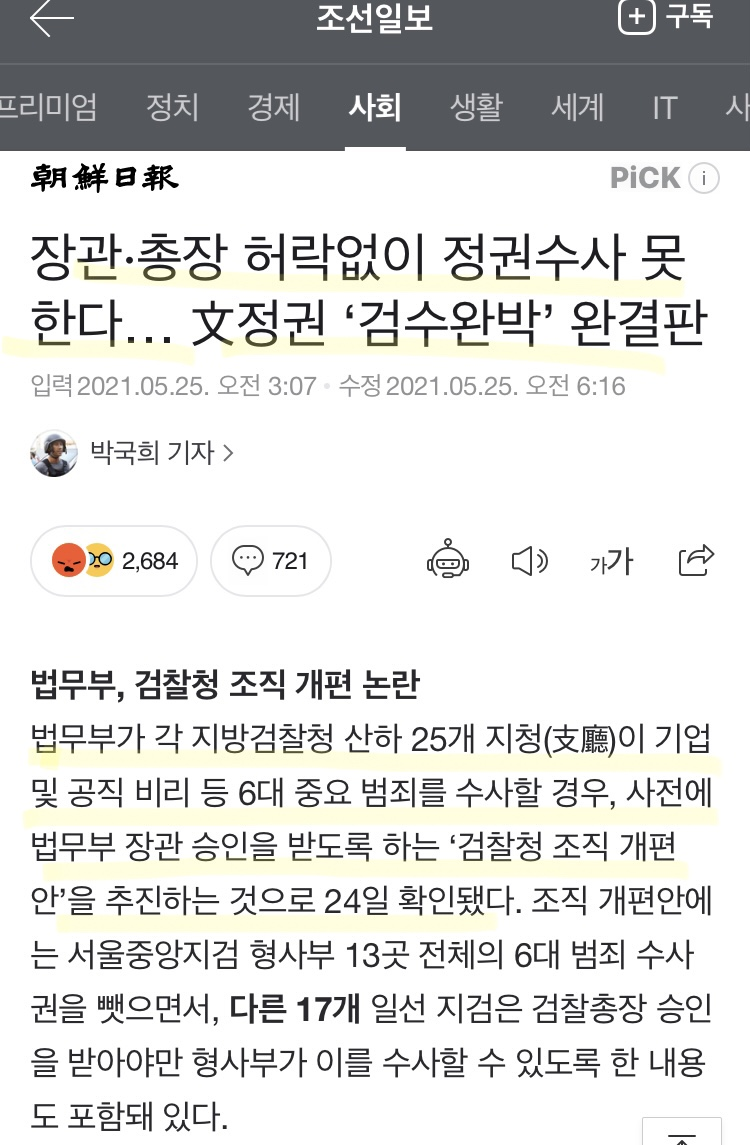 조선일보
구독
프리미엄 정치 경제 사회 생활 세계 IT 사
朝鮮日報
PiCK
장관·총장 허락없이 정권수사 못
한다… 文정권 ‘검수완박’ 완결판
입력 2021.05.25. 오전 3:07 · 수정 2021.05.25. 오전 6:16
박국희 기자
2,684 721 가가
법무부, 검찰청 조직 개편 논란
법무부가 각 지방검찰청 산하 25개 지청(支廳)이 기업
및 공직 비리 등 6대 중요 범죄를 수사할 경우, 사전에
법무부 장관 승인을 받도록 하는 ‘검찰청 조직 개편
안’을 추진하는 것으로 24일 확인됐다. 조직 개편안에
는 서울중앙지검 형사부 13곳 전체의 6대 범죄 수사
권을 뺏으면서, 다른 17개 일선 지검은 검찰총장 승인
을 받아야만 형사부가 이를 수사할 수 있도록 한 내용
도 포함돼 있다.